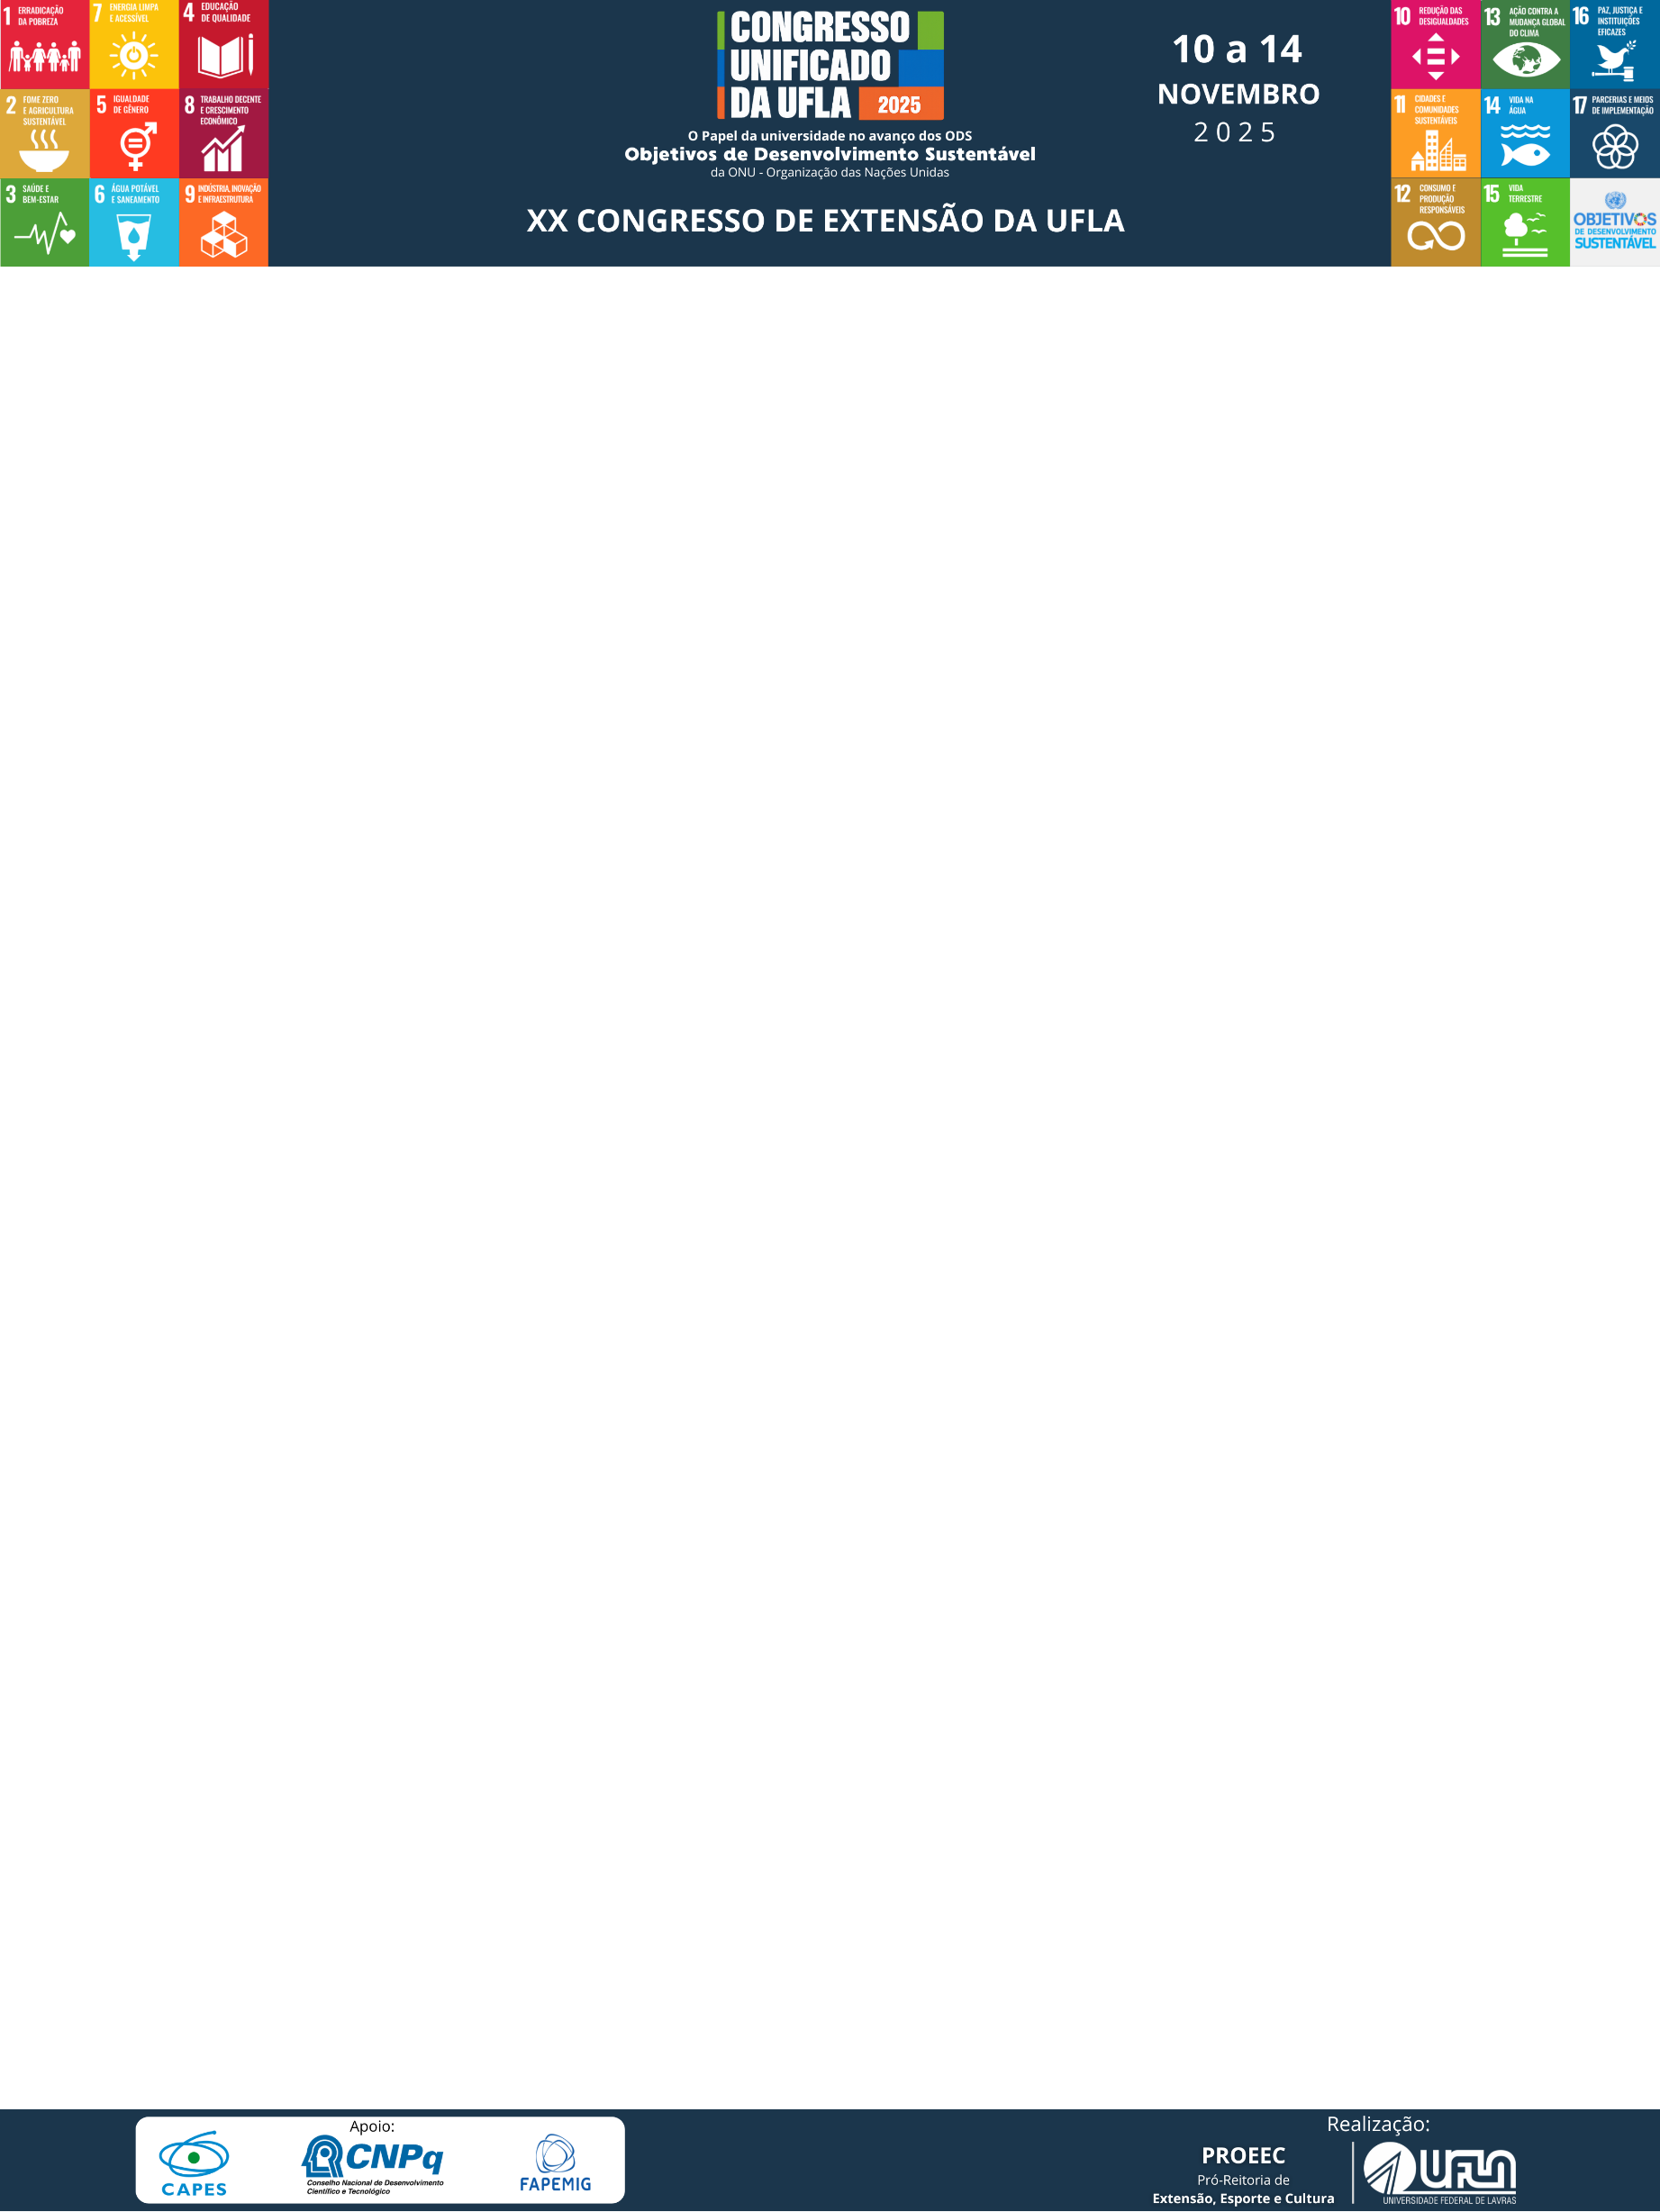 1 ERRADICAÇÃO
DA POBREZA
7 ENERGIA LIMPA
E ACESSÍVEL
4 EDUCAÇÃO
DE QUALIDADE
2 FOME ZERO
E AGRICULTURA
SUSTENTÁVEL
5 IGUALDADE
DE GÊNERO
8 TRABALHO DECENTE
E CRESCIMENTO
ECONÔMICO
3 SAÚDE E
BEM-ESTAR
6 ÁGUA POTÁVEL
E SANEAMENTO
9 INDÚSTRIA, INOVAÇÃO
E INFRAESTRUTURA
CONGRESSO
UNIFICADO
DA UFLA 2025
O Papel da universidade no avanço dos ODS
Objetivos de Desenvolvimento Sustentável
da ONU - Organização das Nações Unidas
XX CONGRESSO DE EXTENSÃO DA UFLA
10 a 14
NOVEMBRO
2025
10 REDUÇÃO DAS
DESIGUALDADES
13 AÇÃO CONTRA A
MUDANÇA GLOBAL
DO CLIMA
16 PAZ, JUSTIÇA E
INSTITUIÇÕES
EFICAZES
11 CIDADES E
COMUNIDADES
SUSTENTÁVEIS
14 VIDA NA
ÁGUA
17 PARCERIAS E MEIOS
DE IMPLEMENTAÇÃO
12 CONSUMO E
PRODUÇÃO
RESPONSÁVEIS
15 VIDA
TERRESTRE
OBJETIVOS
DE DESENVOLVIMENTO
SUSTENTÁVEL
Apoio:
CAPES
CNPq
Conselho Nacional de Desenvolvimento
Científico e Tecnológico
FAPEMIG
Realização:
PROEEC
Pró-Reitoria de
Extensão, Esporte e Cultura
UFLA
UNIVERSIDADE FEDERAL DE LAVRAS